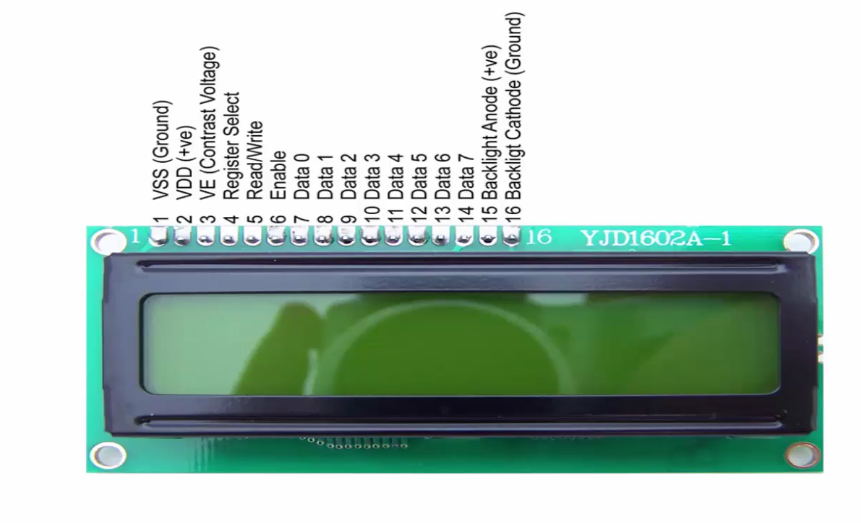 1 VSS (Ground)
2 VDD (+ve)
3 VE (Contrast Voltage)
4 Register Select
5 Read/Write
6 Enable
7 Data 0
8 Data 1
9 Data 2
10 Data 3
11 Data 4
12 Data 5
13 Data 6
14 Data 7
15 Backlight Anode (+ve)
16 Backligt Cathode (Ground)
1
16
YJD1602A-1